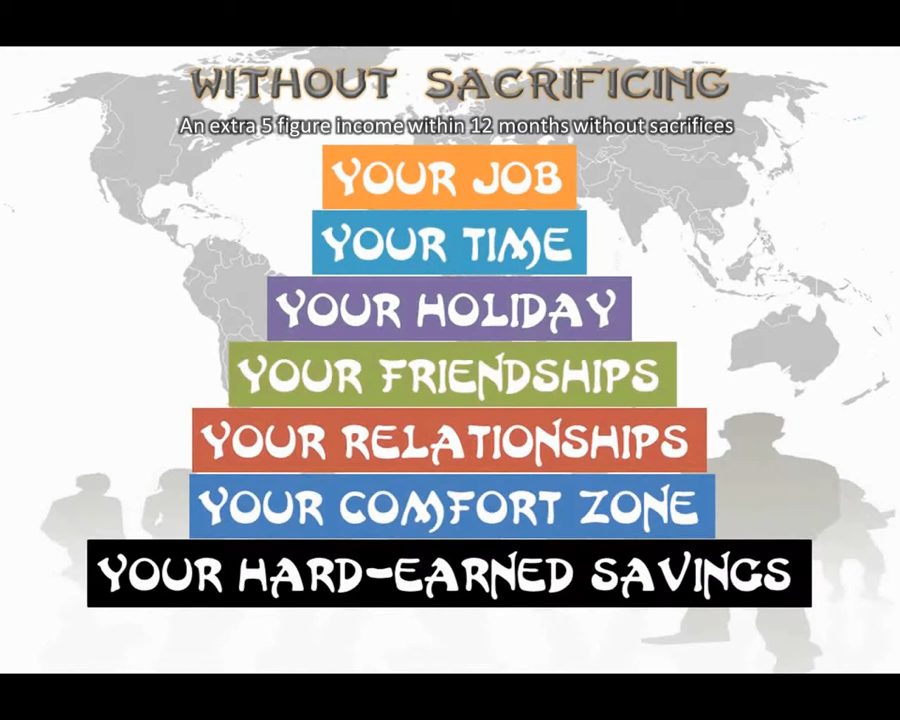 WITHOUT SACRIFICING
An extra 5 figure income within 12 months without sacrifices
YOUR JOB
YOUR TIME
YOUR HOLIDAY
YOUR FRIENDSHIPS
YOUR RELATIONSHIPS
YOUR COMFORT ZONE
YOUR HARD-EARNED SAVINGS